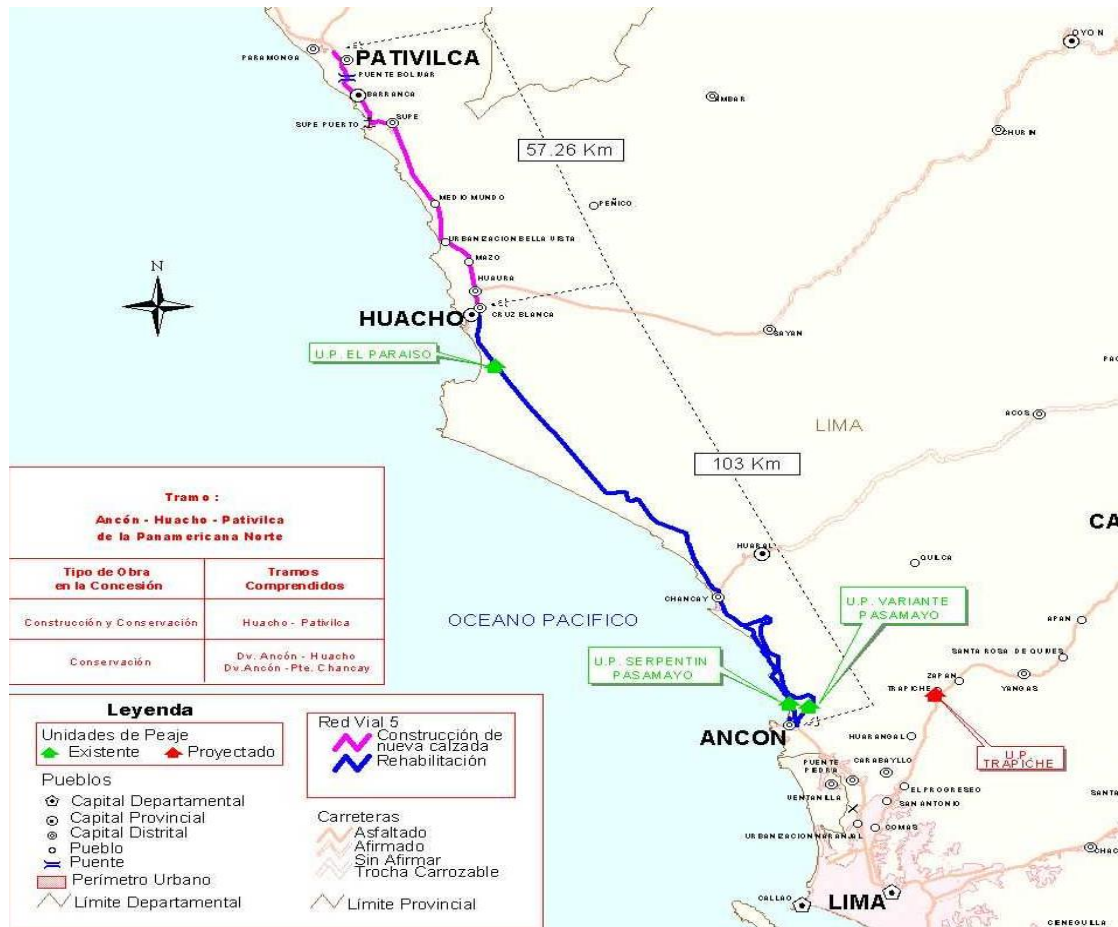 OYON
PATIVILCA
PARAMONGA
PUENTE BOLIVAR
BARRANCA
AMBAR
SUPE
SUPE PUERTO
CHURIN
57.26 Km
MEDIO MUNDO
PEÑICO
URBANIZACION BELLA VISTA
N
MAZO
HUAURA
HUACHO
CRUZ BLANCA
SAYAN
U.P. EL PARAISO
ACOS
LIMA
103 Km
Tramo :
Ancón - Huacho - Pativilca
de la Panamericana Norte
CA
HUARAL
QUILCA
Tipo de Obra
en la Concesión
Tramos
Comprendidos
CHANCAY
U.P. VARIANTE
PASAMAYO
OCEANO PACIFICO
APAN
Construcción y Conservación
Huacho - Pativilca
U.P. SERPENTIN
PASAMAYO
SANTA ROSA DE QUIVES
Conservación
Dv. Ancón - Huacho
Dv.Ancón -Pte. Chancay
ZAPAN
YANGAS
TRAPICHE
ANCON
HUARANGAL
U.P.
TRAPICHE
PUENTE
PIEDRA
CARABAYLLO
VENTANILLA
EL PROGRESEO
SAN ANTONIO
SANTA
URBANIZACION NARANJAL
COMAS
CHAC
CALLAO
LIMA
CIENEGUILLA
Leyenda
Unidades de Peaje
Existente
Proyectado
Pueblos
Capital Departamental
Capital Provincial
Capital Distrital
Pueblo
Puente
Perímetro Urbano
Límite Departamental
Red Vial 5
Construcción de
nueva calzada
Rehabilitación
Carreteras
Asfaltado
Afirmado
Sin Afirmar
Trocha Carrozable
Límite Provincial